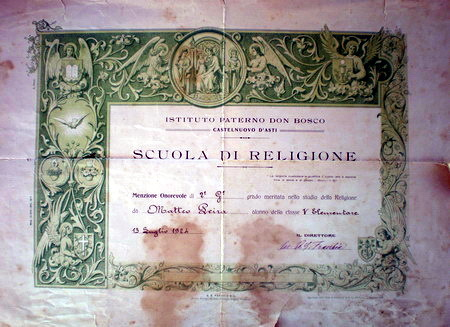 ISTITUTO PATERNO DON BOSCO
CASTELNUOVO D'ASTI
SCUOLA DI RELIGIONE
Menzione Onorevole di 2° G° grado meritata nello studio della Religione
da Matteo alunno della classe V Elementare
13 Luglio 1924
IL DIRETTORE